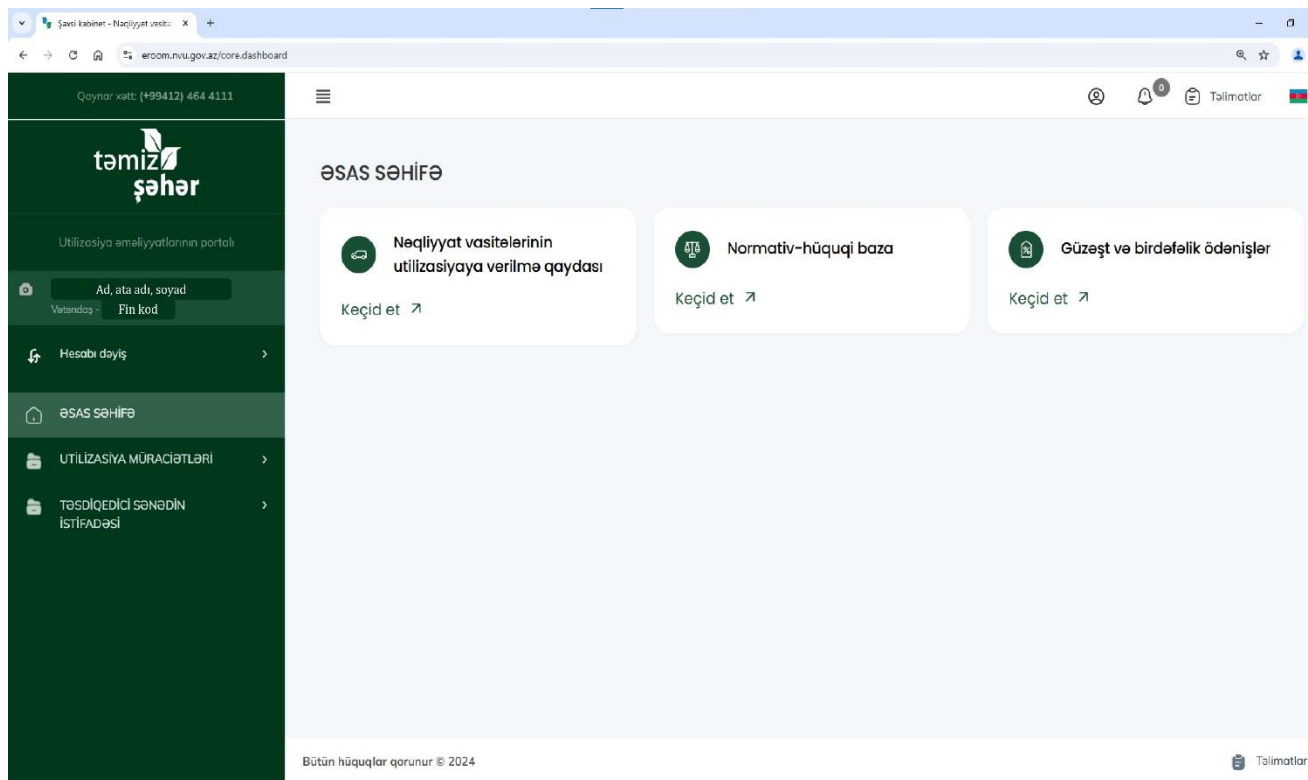 Şəxsi kabinet - Nəqliyyat vasitə
eroom.nvu.gov.az/core.dashboard
Qaynar xətt: (+99412) 464 4111
0
Təlimatlar
təmiz
şəhər
Utilizasiya əməliyyatlarının portalı
Ad, ata adı, soyad
Vətəndaş - Fin kod
Hesabı dəyiş
ƏSAS SƏHİFƏ
UTİLİZASİYA MÜRACİƏTLƏRİ
TƏSDİQEDİCİ SƏNƏDİN
İSTİFADƏSİ
ƏSAS SƏHİFƏ
Nəqliyyat vasitələrinin
utilizasiyaya verilmə qaydası
Keçid et
Normativ-hüquqi baza
Keçid et
Güzəşt və birdəfəlik ödənişlər
Keçid et
Bütün hüquqlar qorunur © 2024
Təlimatlar